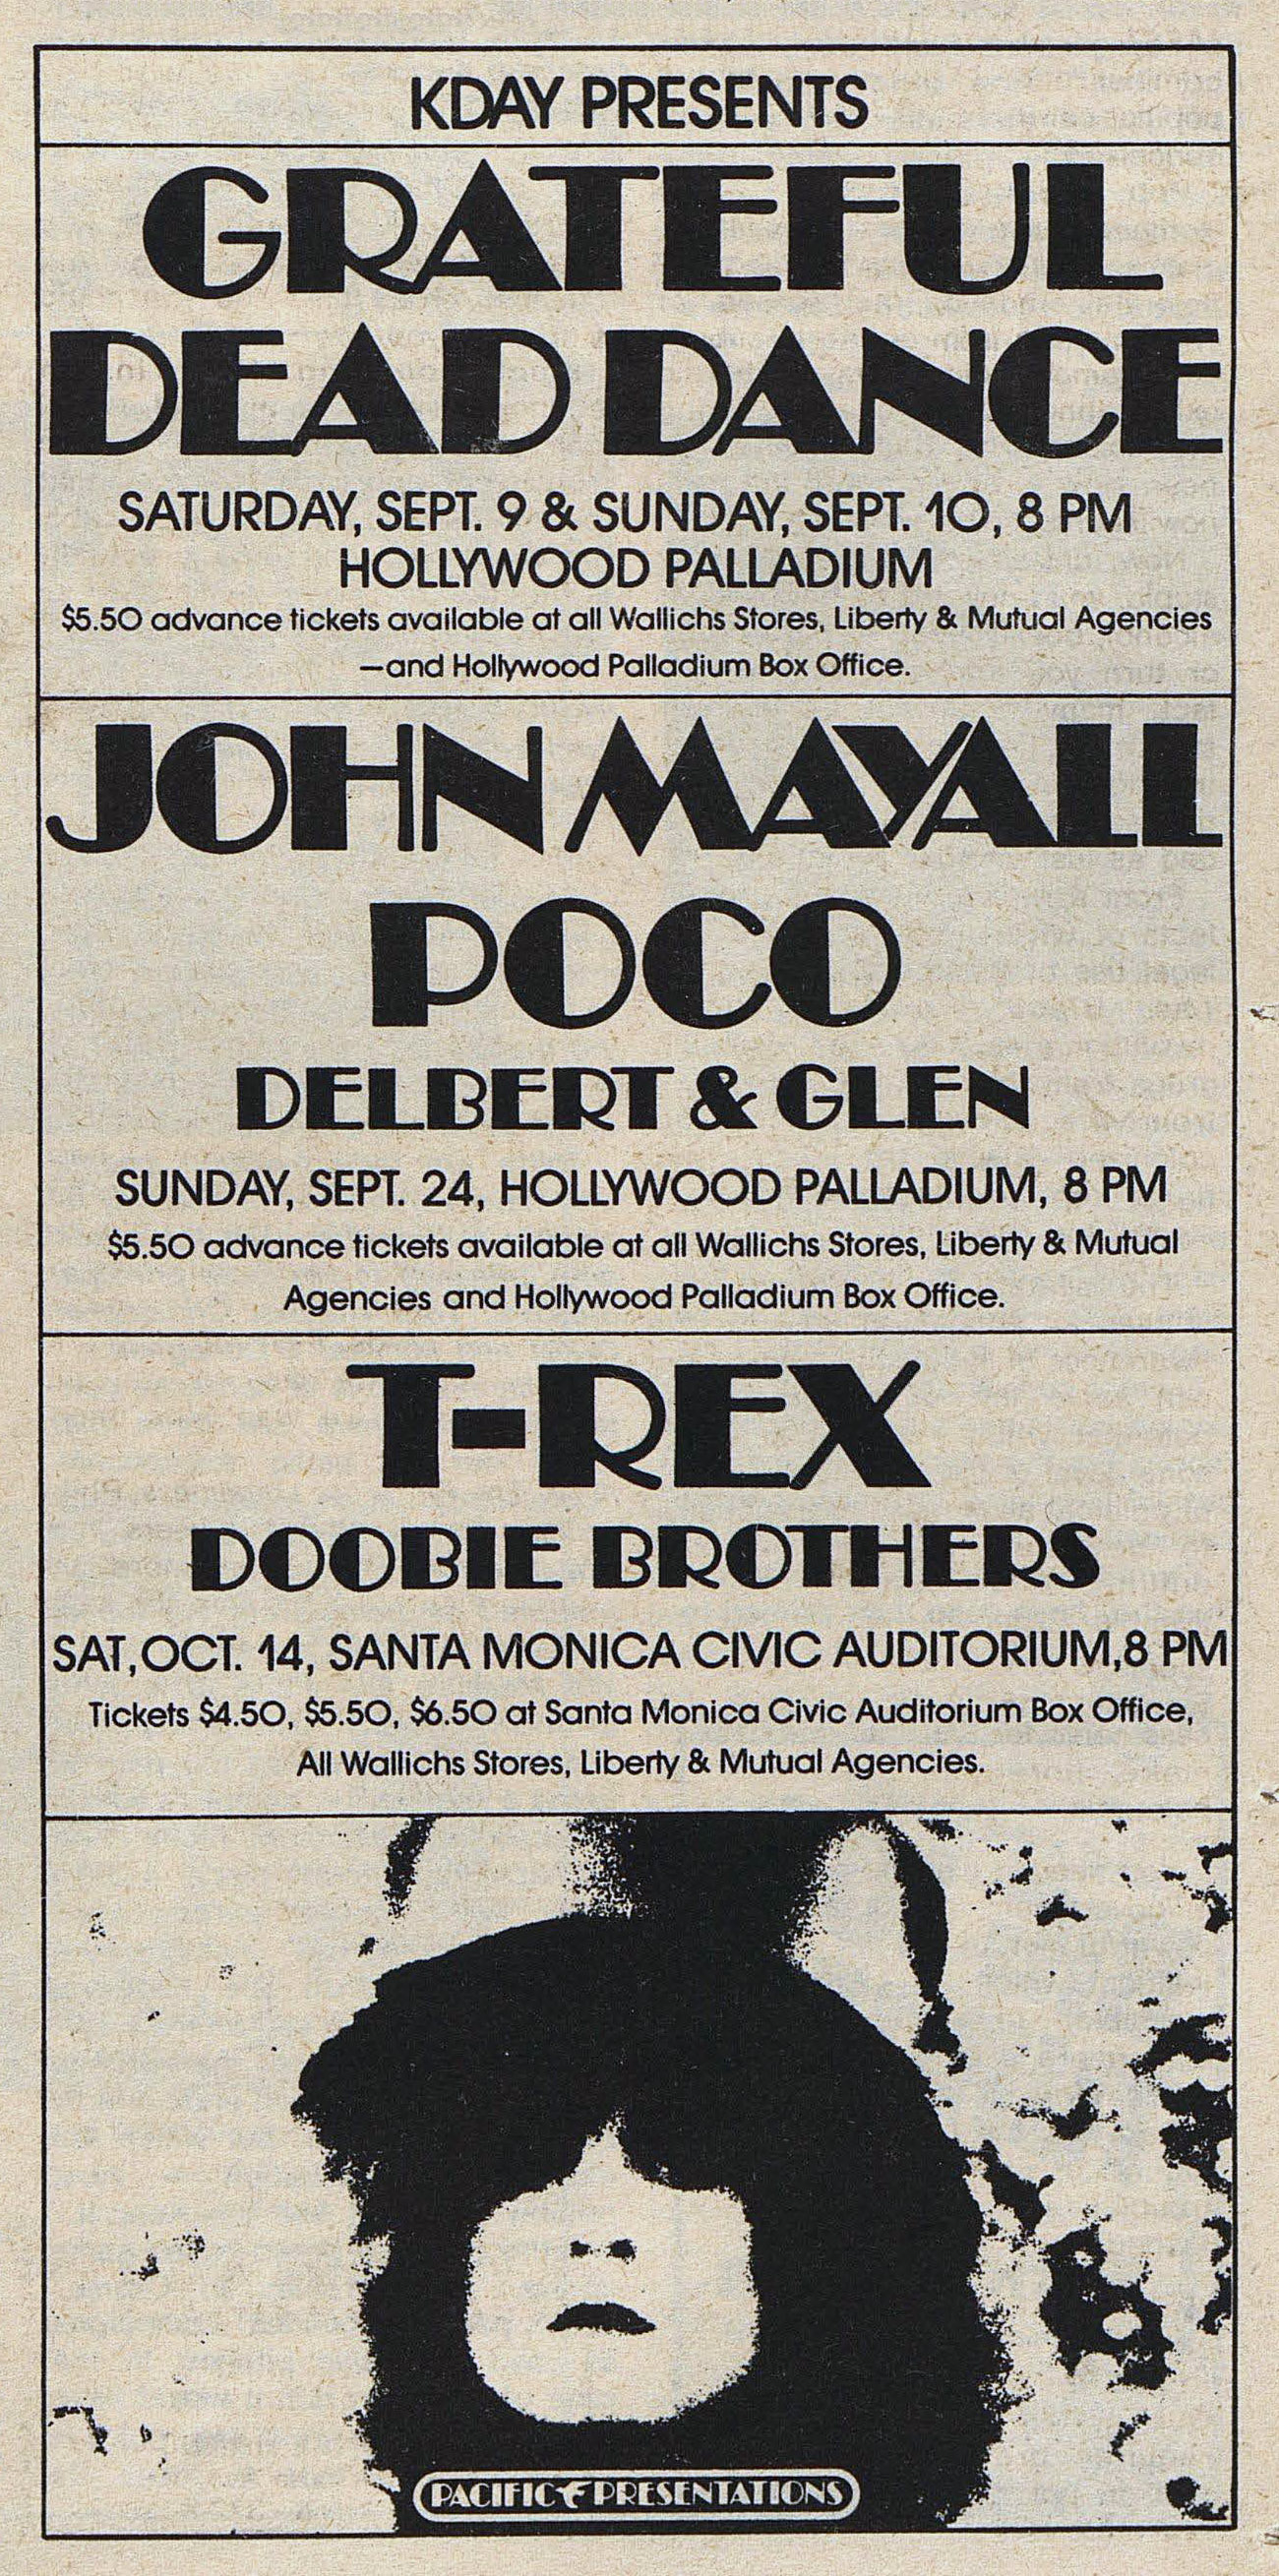 KDAY PRESENTS
GRATEFUL
DEAD DANCE
SATURDAY, SEPT. 9 & SUNDAY, SEPT. 10, 8 PM
HOLLYWOOD PALLADIUM
$5.50 advance tickets available at all Wallichs Stores, Liberty & Mutual Agencies
—and Hollywood Palladium Box Office.
JOHN MAYALL
POCO
DELBERT & GLEN
SUNDAY, SEPT. 24, HOLLYWOOD PALLADIUM, 8 PM
$5.50 advance tickets available at all Wallichs Stores, Liberty & Mutual
Agencies and Hollywood Palladium Box Office.
T-REX
DOOBIE BROTHERS
SAT, OCT. 14, SANTA MONICA CIVIC AUDITORIUM, 8 PM
Tickets $4.50, $5.50, $6.50 at Santa Monica Civic Auditorium Box Office,
All Wallichs Stores, Liberty & Mutual Agencies.
PACIFIC PRESENTATIONS